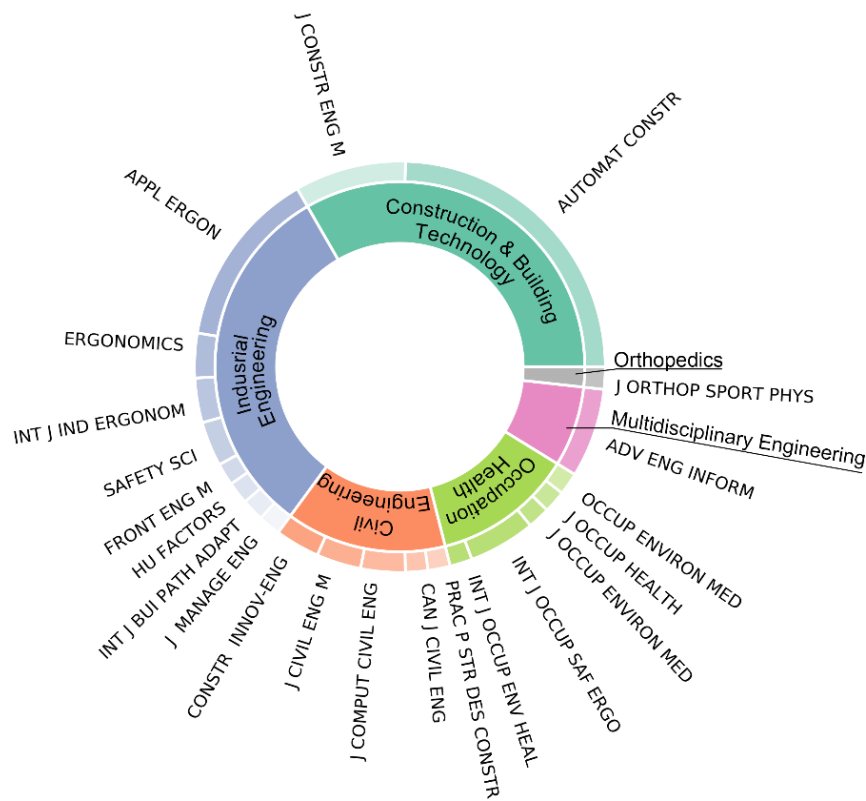 J CONSTR ENG M
AUTOMAT CONSTR
APPL ERGON
Construction & Building
Technology
ERGONOMICS
Indusrial
Engineering
Orthopedics
J ORTHOP SPORT PHYS
INT J IND ERGONOM
Multidisciplinary Engineering
ADV ENG INFORM
SAFETY SCI
Occupation
Health
FRONT ENG M
Civil
Engineering
HU FACTORS
OCCUP ENVIRON MED
INT J BUI PATH ADAPT
J OCCUP HEALTH
J  MANAGE ENG
J OCCUP ENVIRON MED
CONSTR  INNOV-ENG
INT J OCCUP SAF ERGO
J CIVIL ENG M
INT J OCCUP ENV HEAL
J COMPUT CIVIL ENG
CAN J CIVIL ENG
PRAC P STR DES CONSTR